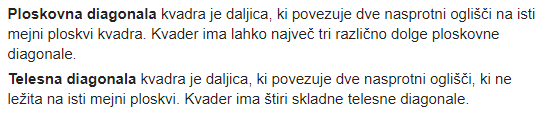 Ploskovna diagonala kvadra je daljica, ki povezuje dve nasprotni oglišči na isti
mejni ploskvi kvadra. Kvader ima lahko največ tri različno dolge ploskovne
diagonale.
Telesna diagonala kvadra je daljica, ki povezuje dve nasprotni oglišči, ki ne
ležita na isti mejni ploskvi. Kvader ima štiri skladne telesne diagonale.